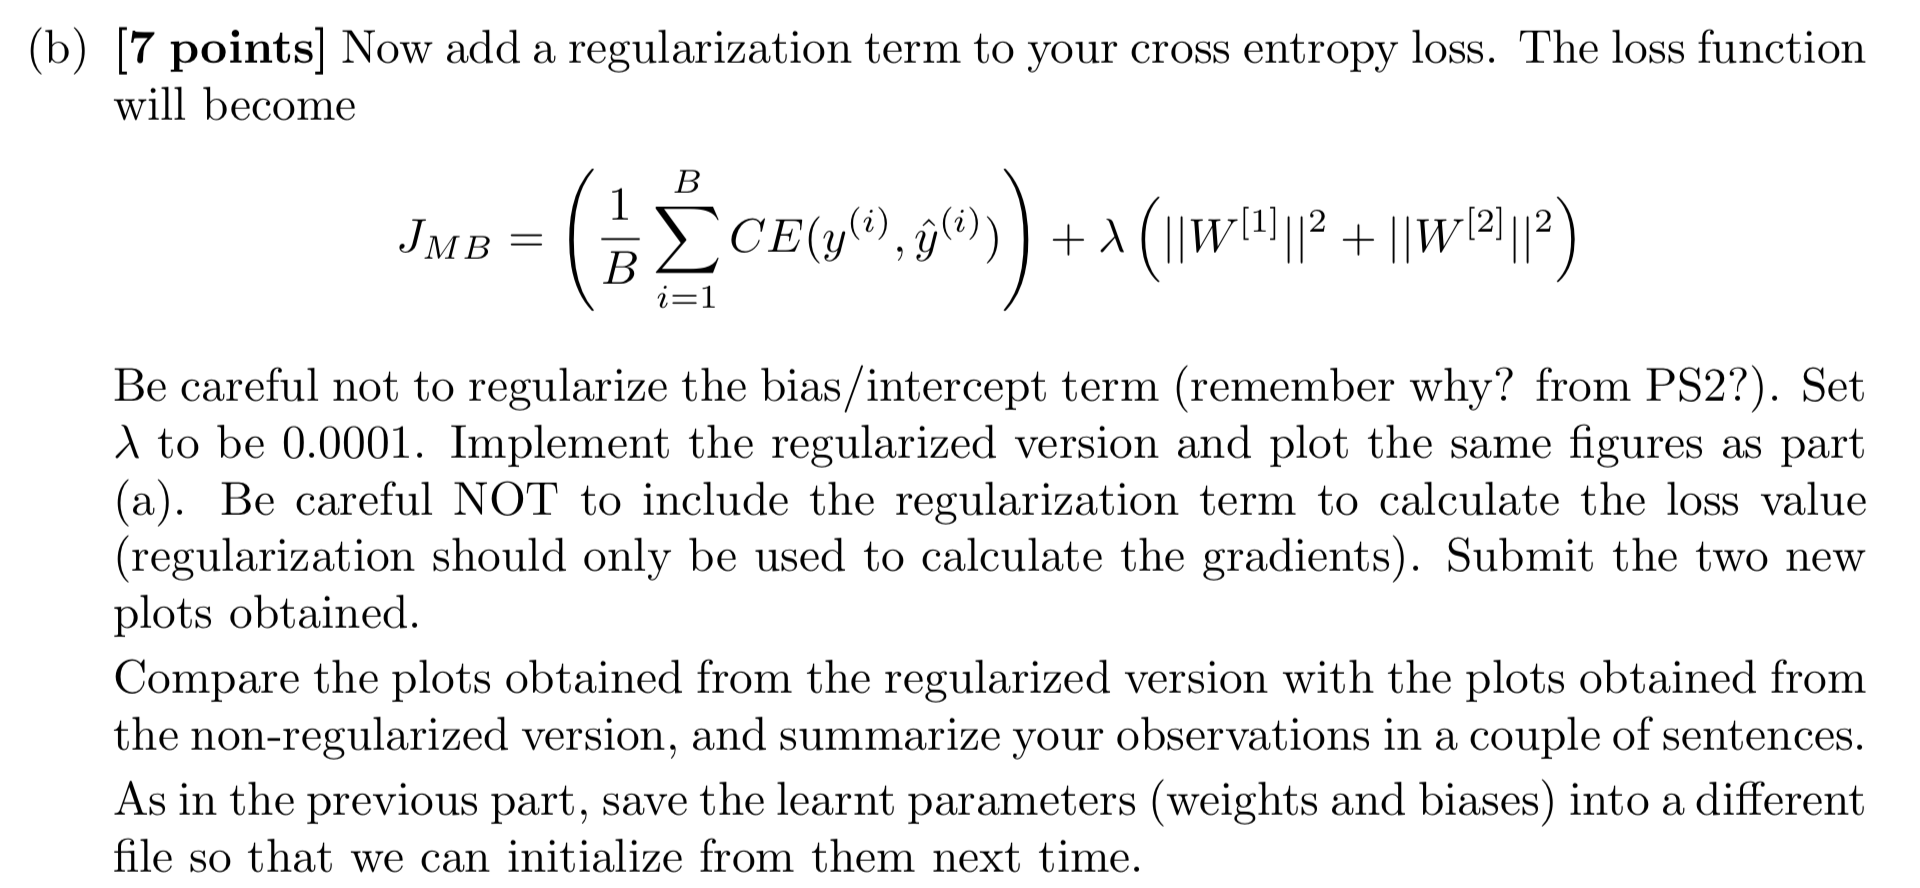 (b) [7 points] Now add a regularization term to your cross entropy loss. The loss function
will become
J_{MB} = \left( \frac{1}{B} \sum_{i=1}^{B} CE(y^{(i)}, \hat{y}^{(i)}) \right) + \lambda \left( ||W^{[1]}||^2 + ||W^{[2]}||^2 \right)
Be careful not to regularize the bias/intercept term (remember why? from PS2?). Set
λ to be 0.0001. Implement the regularized version and plot the same figures as part
(a). Be careful NOT to include the regularization term to calculate the loss value
(regularization should only be used to calculate the gradients). Submit the two new
plots obtained.
Compare the plots obtained from the regularized version with the plots obtained from
the non-regularized version, and summarize your observations in a couple of sentences.
As in the previous part, save the learnt parameters (weights and biases) into a different
file so that we can initialize from them next time.